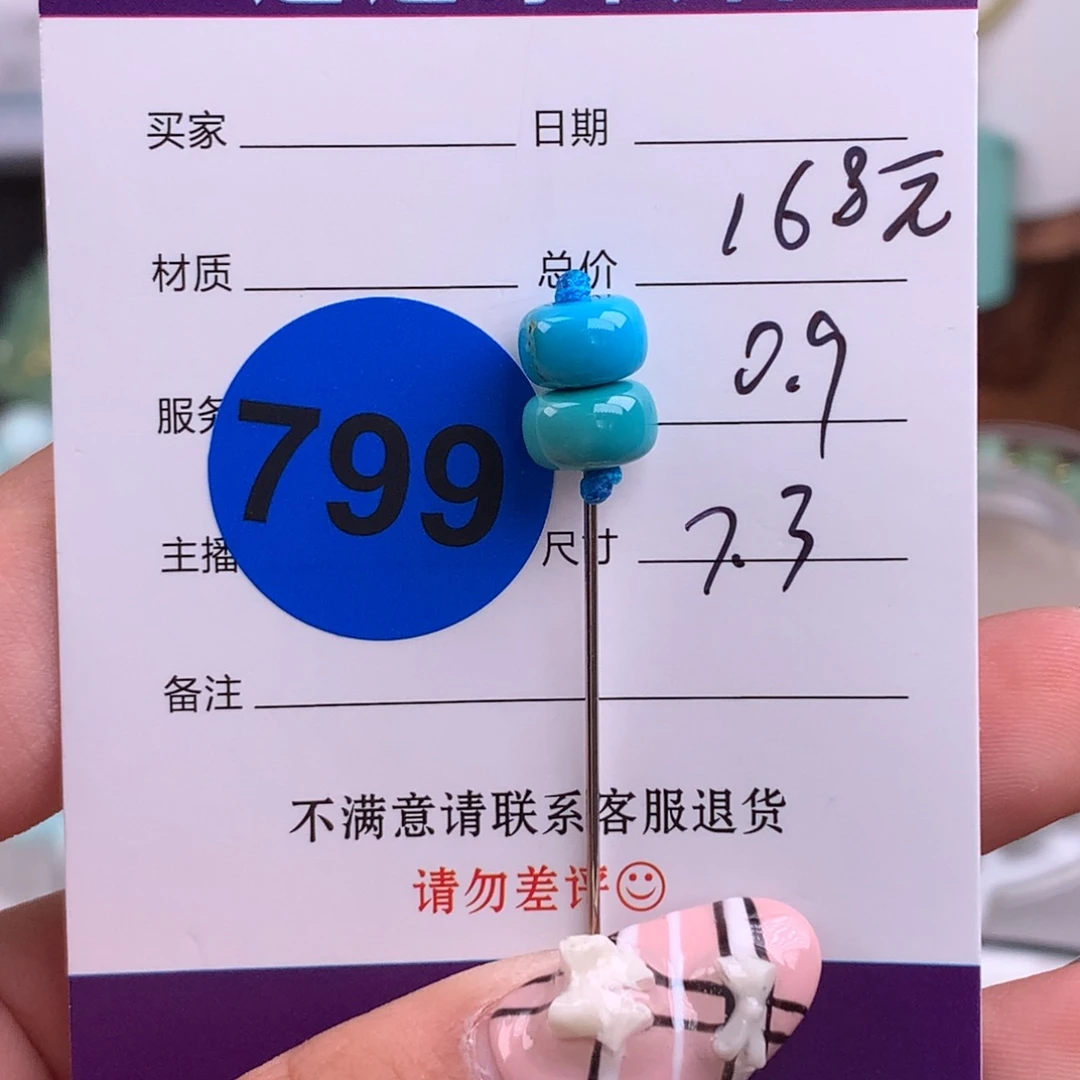 买家 日期
168元
材质 总价
0.9
服务
799
主播 尺寸 7.3
备注
不满意请联系客服退货
请勿差评